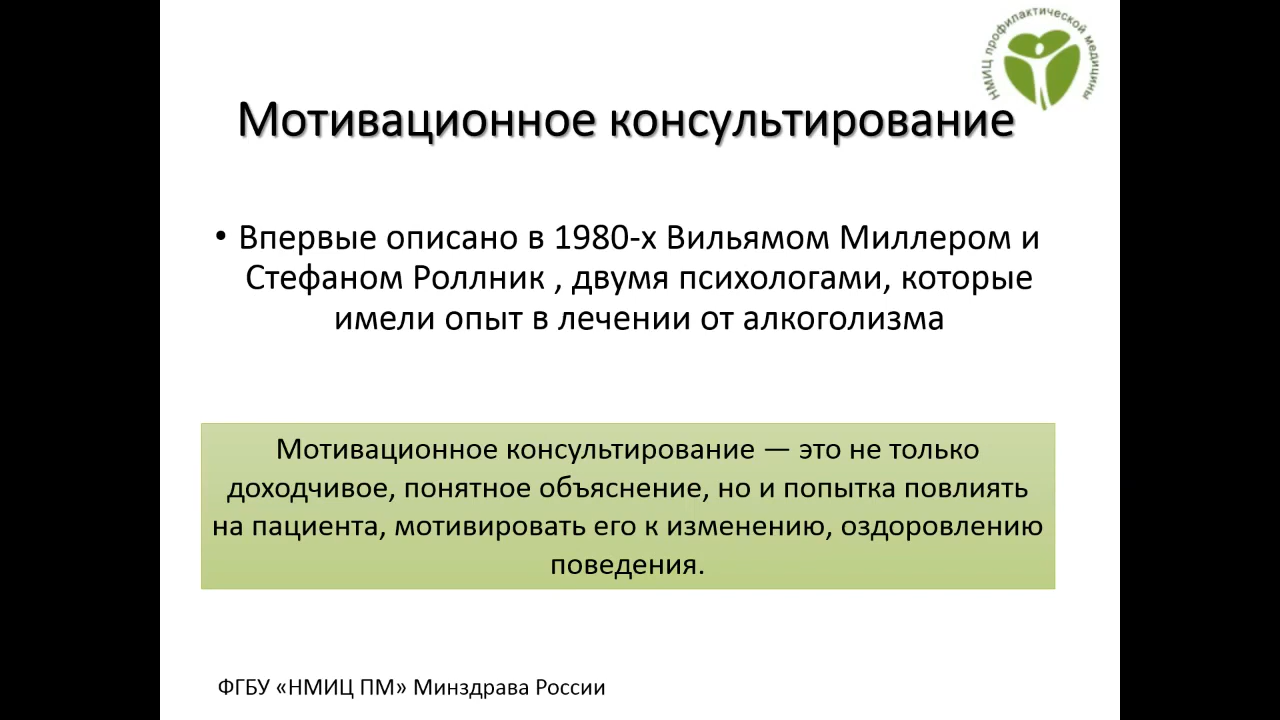 НМИЦ профилактической медицины
Мотивационное консультирование
• Впервые описано в 1980-х Вильямом Миллером и
Стефаном Роллник , двумя психологами, которые
имели опыт в лечении от алкоголизма
Мотивационное консультирование — это не только
доходчивое, понятное объяснение, но и попытка повлиять
на пациента, мотивировать его к изменению, оздоровлению
поведения.
ФГБУ «НМИЦ ПМ» Минздрава России